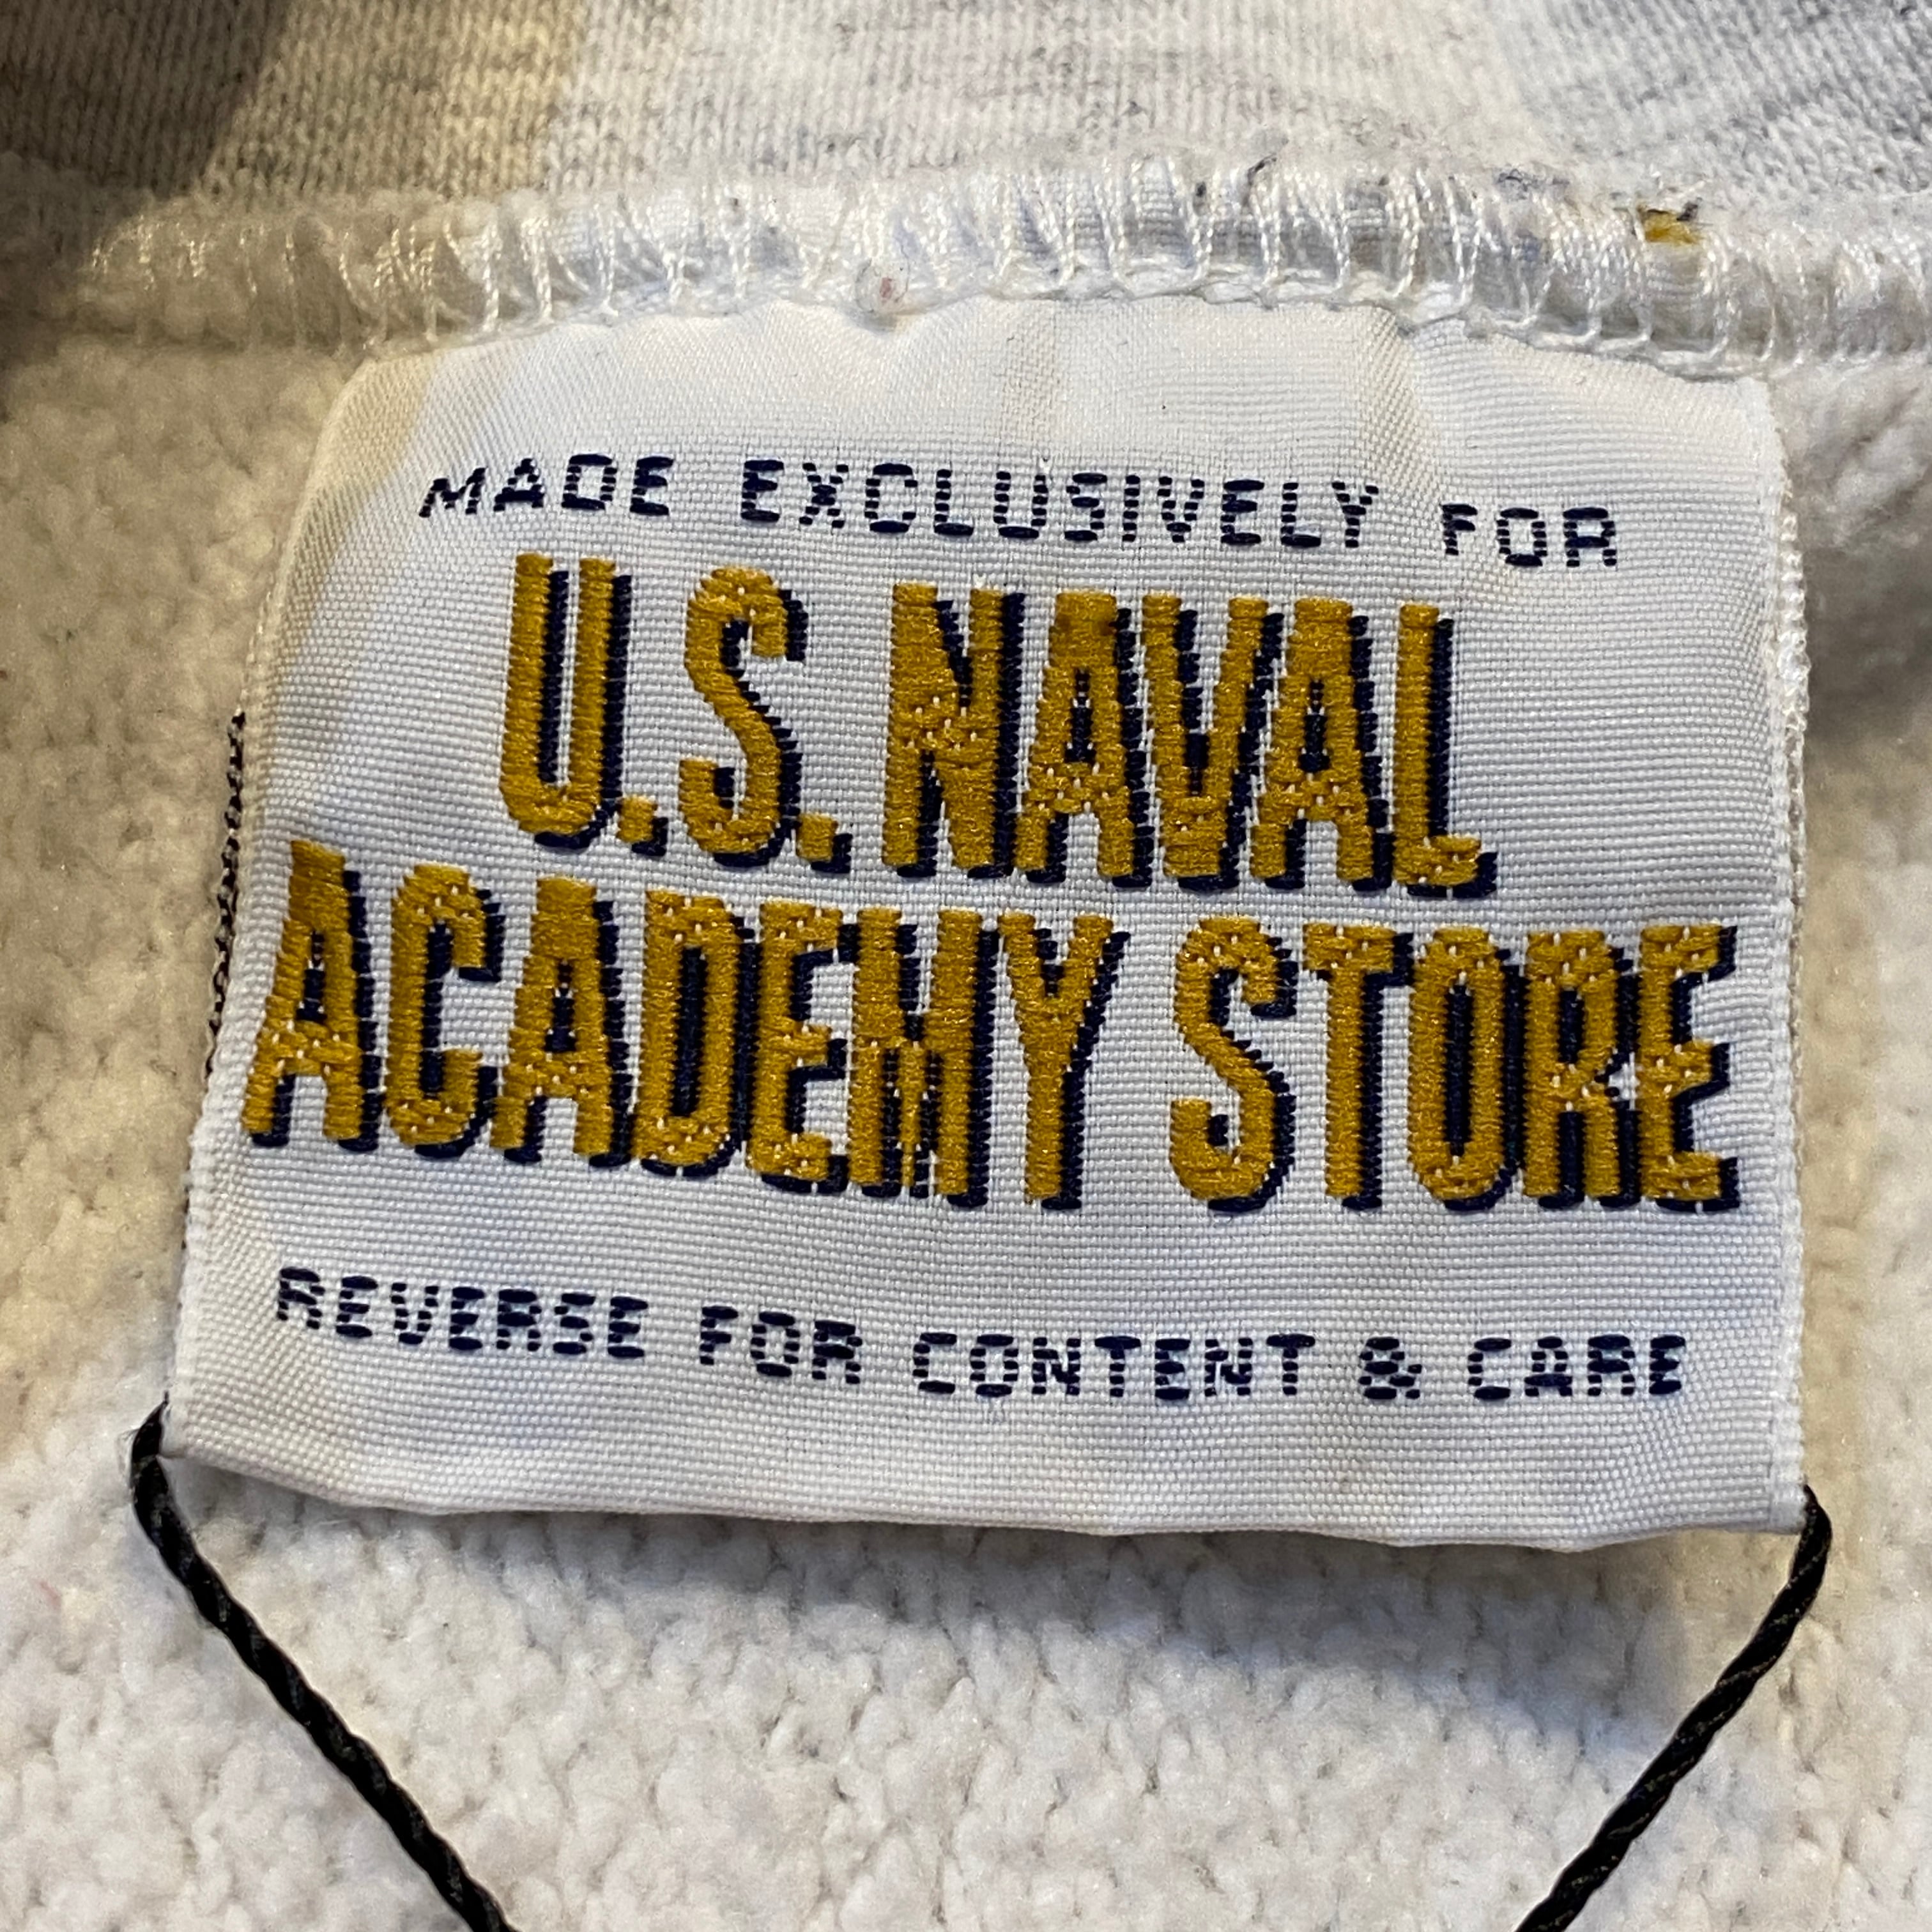 MADE EXCLUSIVELY FOR
U.S. NAVAL
ACADEMY STORE
REVERSE FOR CONTENT & CARE